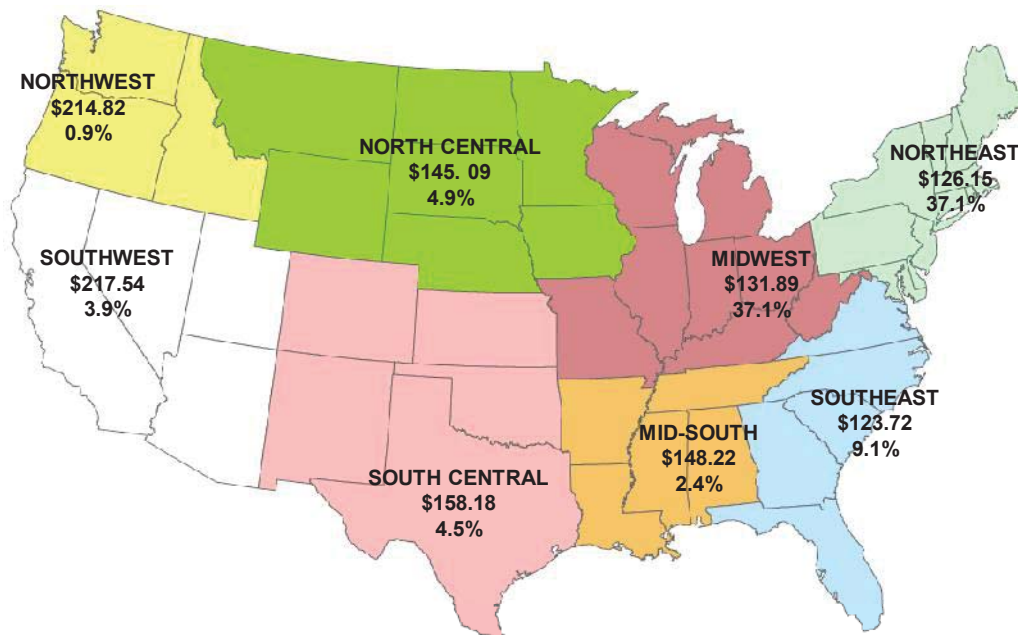 NORTHWEST
$214.82
0.9%
NORTH CENTRAL
$145. 09
4.9%
NORTHEAST
$126.15
37.1%
SOUTHWEST
$217.54
3.9%
MIDWEST
$131.89
37.1%
SOUTHEAST
$123.72
9.1%
MID-SOUTH
$148.22
2.4%
SOUTH CENTRAL
$158.18
4.5%